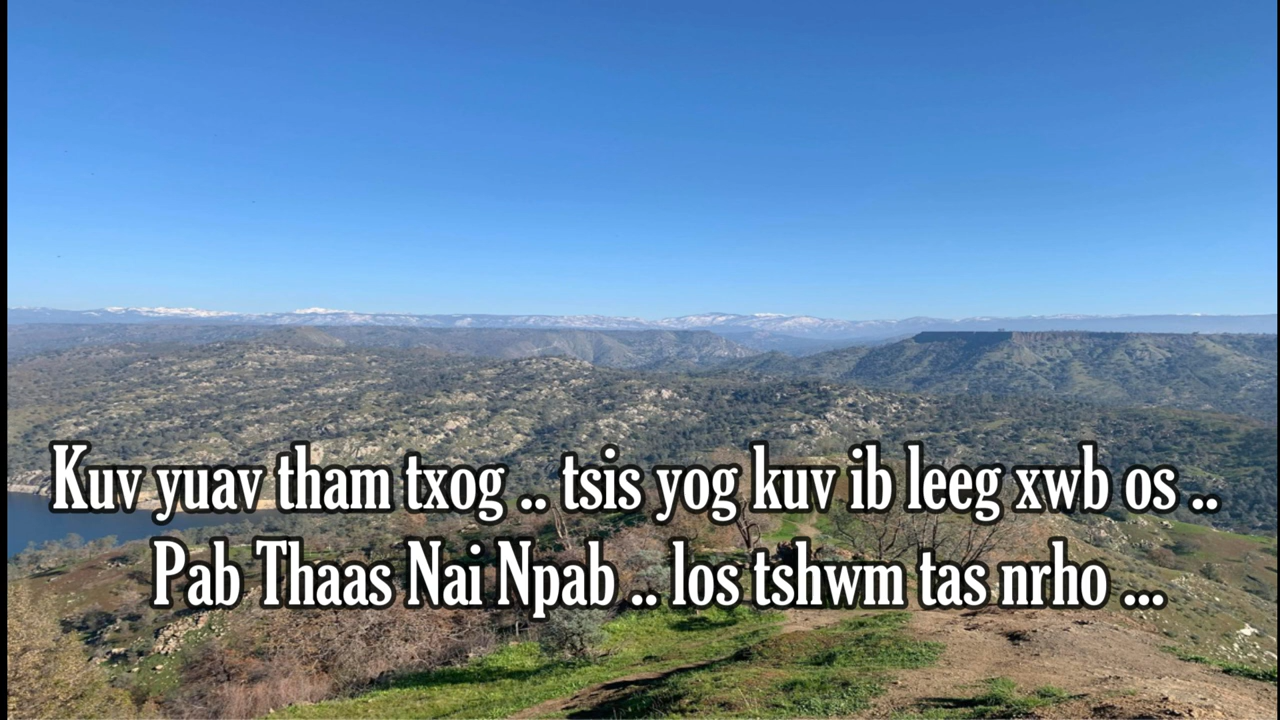 Kuv yuav tham txog .. tsis yog kuv ib leeg xwb os ..
Pab Thaas Nai Npab .. los tshwm tas nrho ...